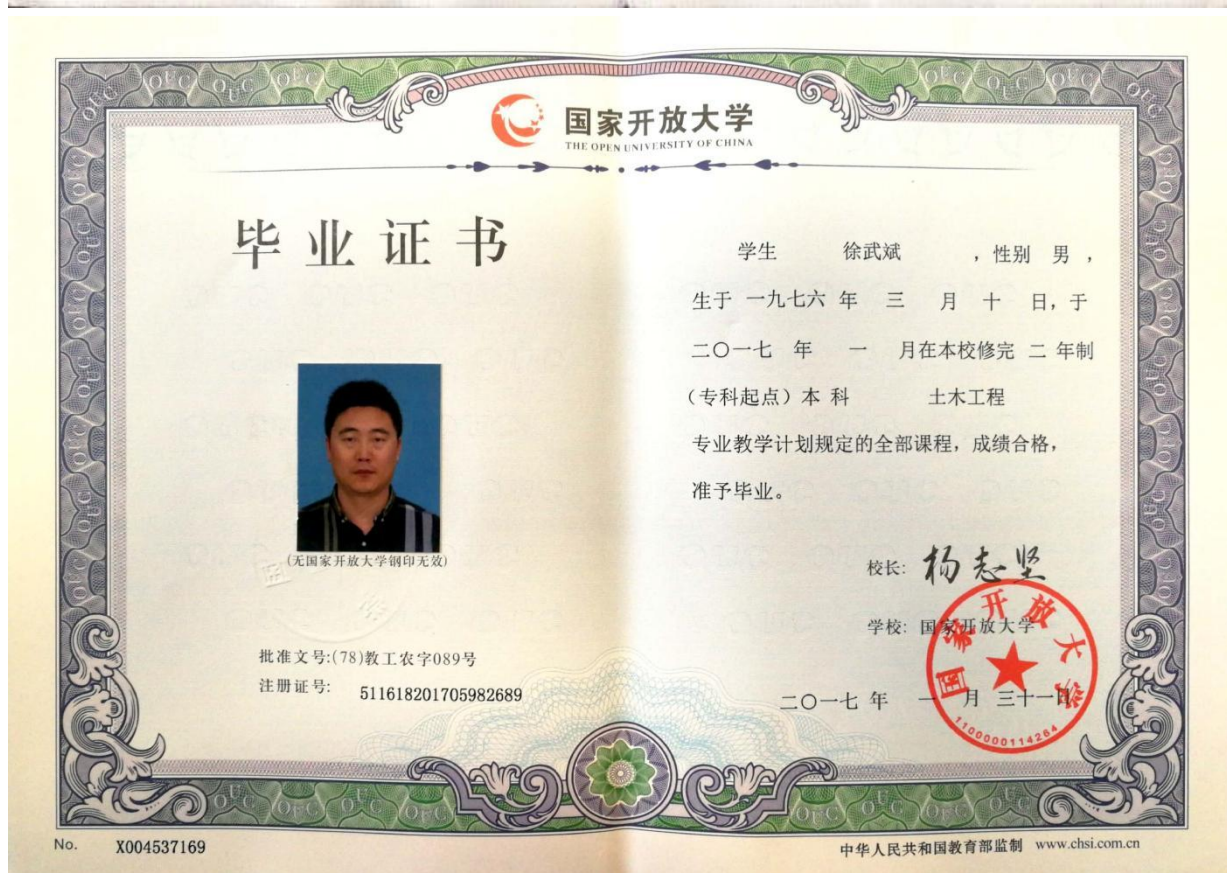 国家开放大学
THE OPEN UNIVERSITY OF CHINA
毕业证书
(无国家开放大学钢印无效)
批准文号:(78)教工农字089号
注册证号: 511618201705982689
学生 徐武斌 ，性别 男 ，
生于 一九七六 年 三 月 十 日，于
二〇一七 年 一 月在本校修完 二 年制
（专科起点）本 科 土木工程
专业教学计划规定的全部课程，成绩合格，
准予毕业。
校长: 杨志坚
学校: 国家开放大学
国家开放大学
1100000114264
二〇一七 年 一 月 三十一日
No. X004537169
中华人民共和国教育部监制 www.chsi.com.cn